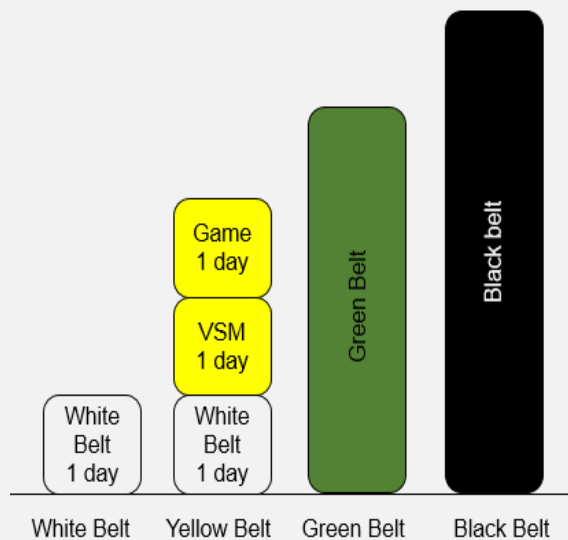 Game
1 day
VSM
1 day
White
Belt
1 day
White
Belt
1 day
Green Belt
Black belt
White Belt
Yellow Belt
Green Belt
Black Belt